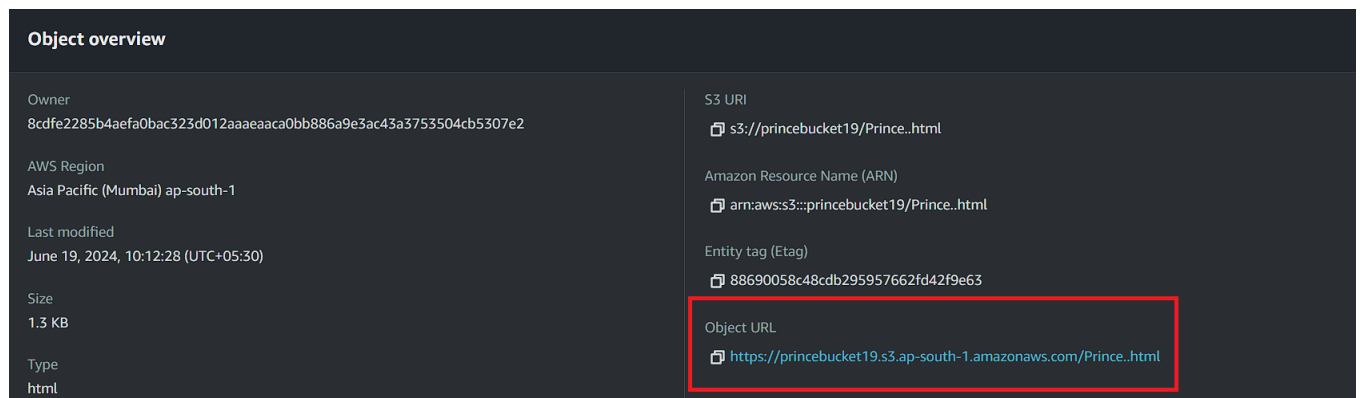 Object overview
Owner
8cdfe2285b4aefa0bac323d012aaaeaaca0bb886a9e3ac43a3753504cb5307e2
AWS Region
Asia Pacific (Mumbai) ap-south-1
Last modified
June 19, 2024, 10:12:28 (UTC+05:30)
Size
1.3 KB
Type
html
S3 URI
s3://princebucket19/Prince..html
Amazon Resource Name (ARN)
arn:aws:s3:::princebucket19/Prince..html
Entity tag (Etag)
88690058c48cdb295957662fd42f9e63
Object URL
https://princebucket19.s3.ap-south-1.amazonaws.com/Prince..html